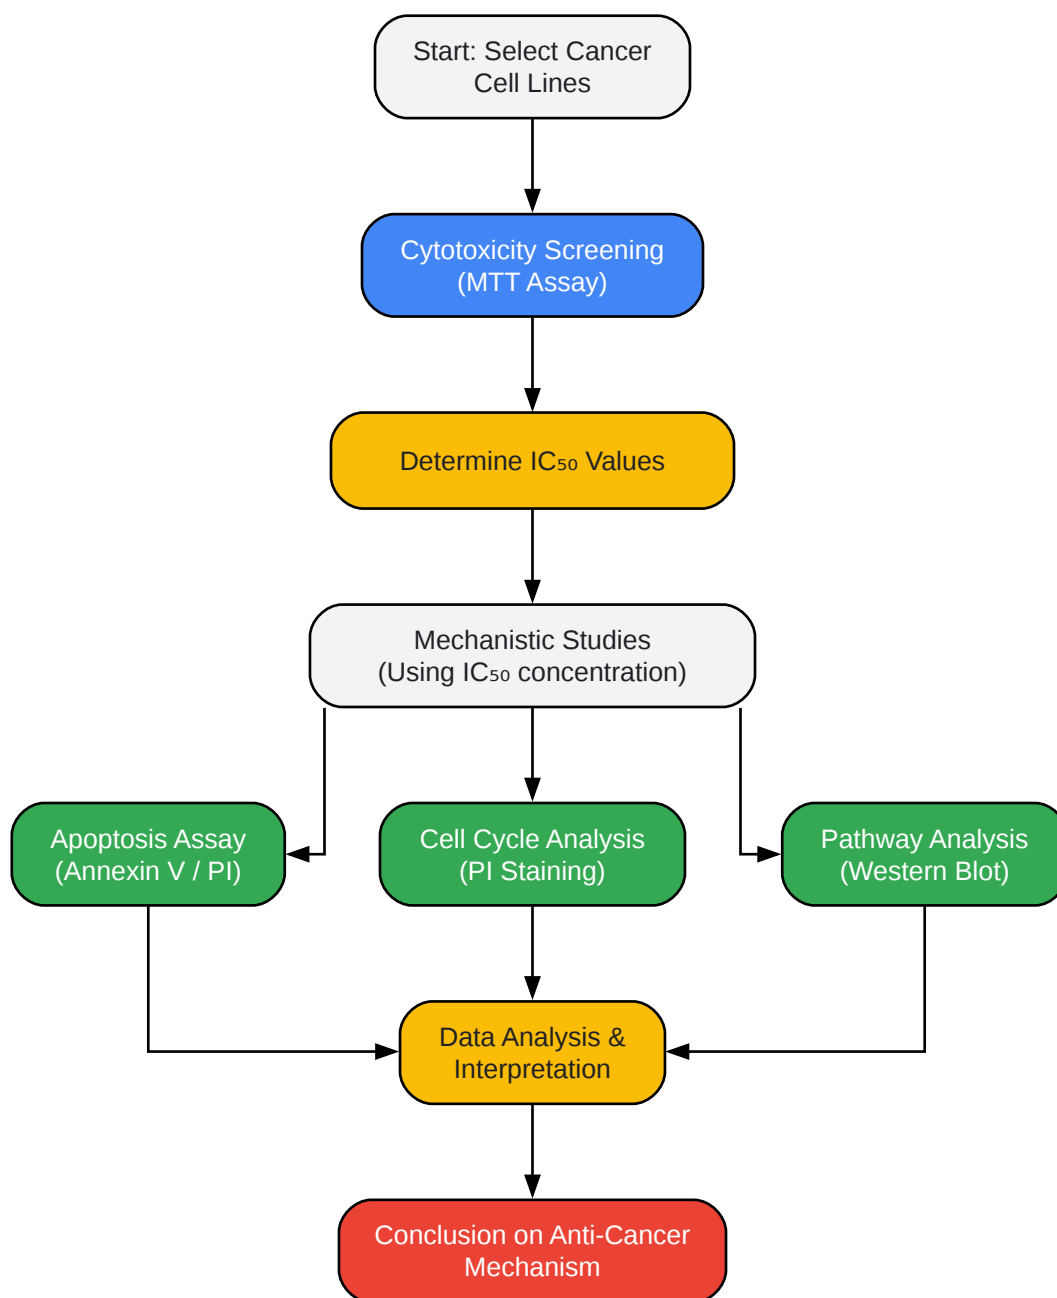 Start: Select Cancer
Cell Lines
Cytotoxicity Screening
(MTT Assay)
Determine IC₅₀ Values
Mechanistic Studies
(Using IC₅₀ concentration)
Apoptosis Assay
(Annexin V / PI)
Cell Cycle Analysis
(PI Staining)
Pathway Analysis
(Western Blot)
Data Analysis &
Interpretation
Conclusion on Anti-Cancer
Mechanism